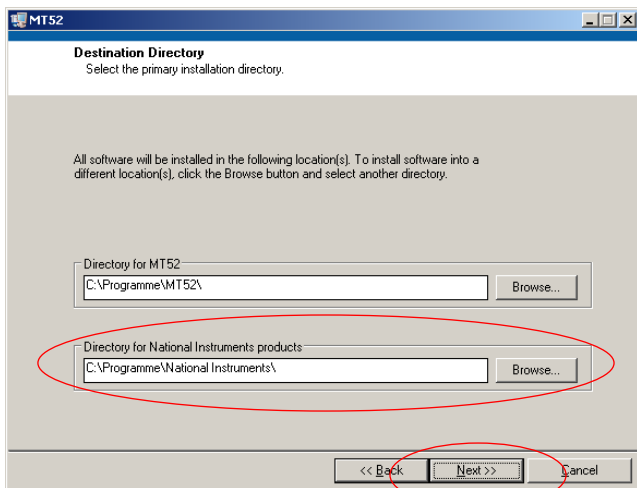 MT52
Destination Directory
Select the primary installation directory.
All software will be installed in the following location(s). To install software into a
different location(s), click the Browse button and select another directory.
Directory for MT52
C:\Programme\MT52\
Browse...
Directory for National Instruments products
C:\Programme\National Instruments\
Browse...
<< Back
Next >>
Cancel